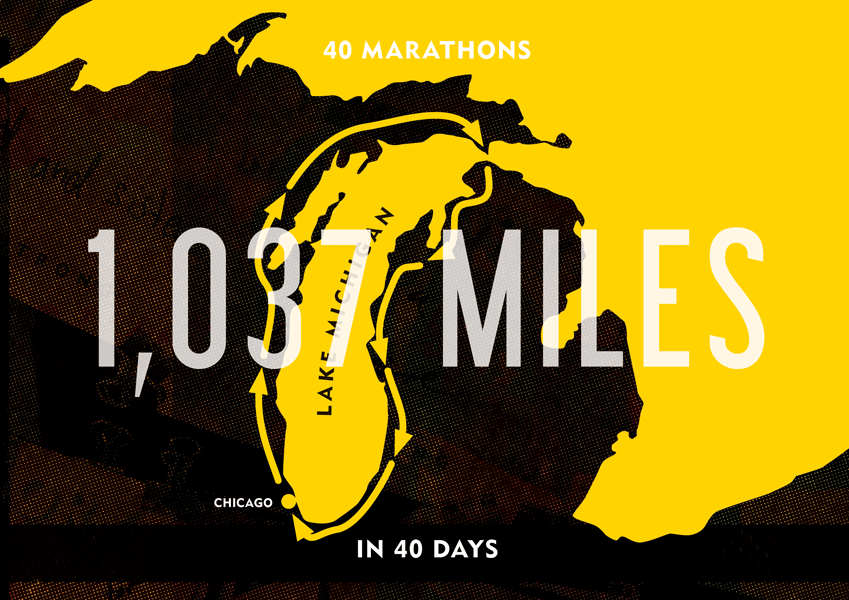 40 MARATHONS
LAKE MICHIGAN
1,037 MILES
CHICAGO
IN 40 DAYS